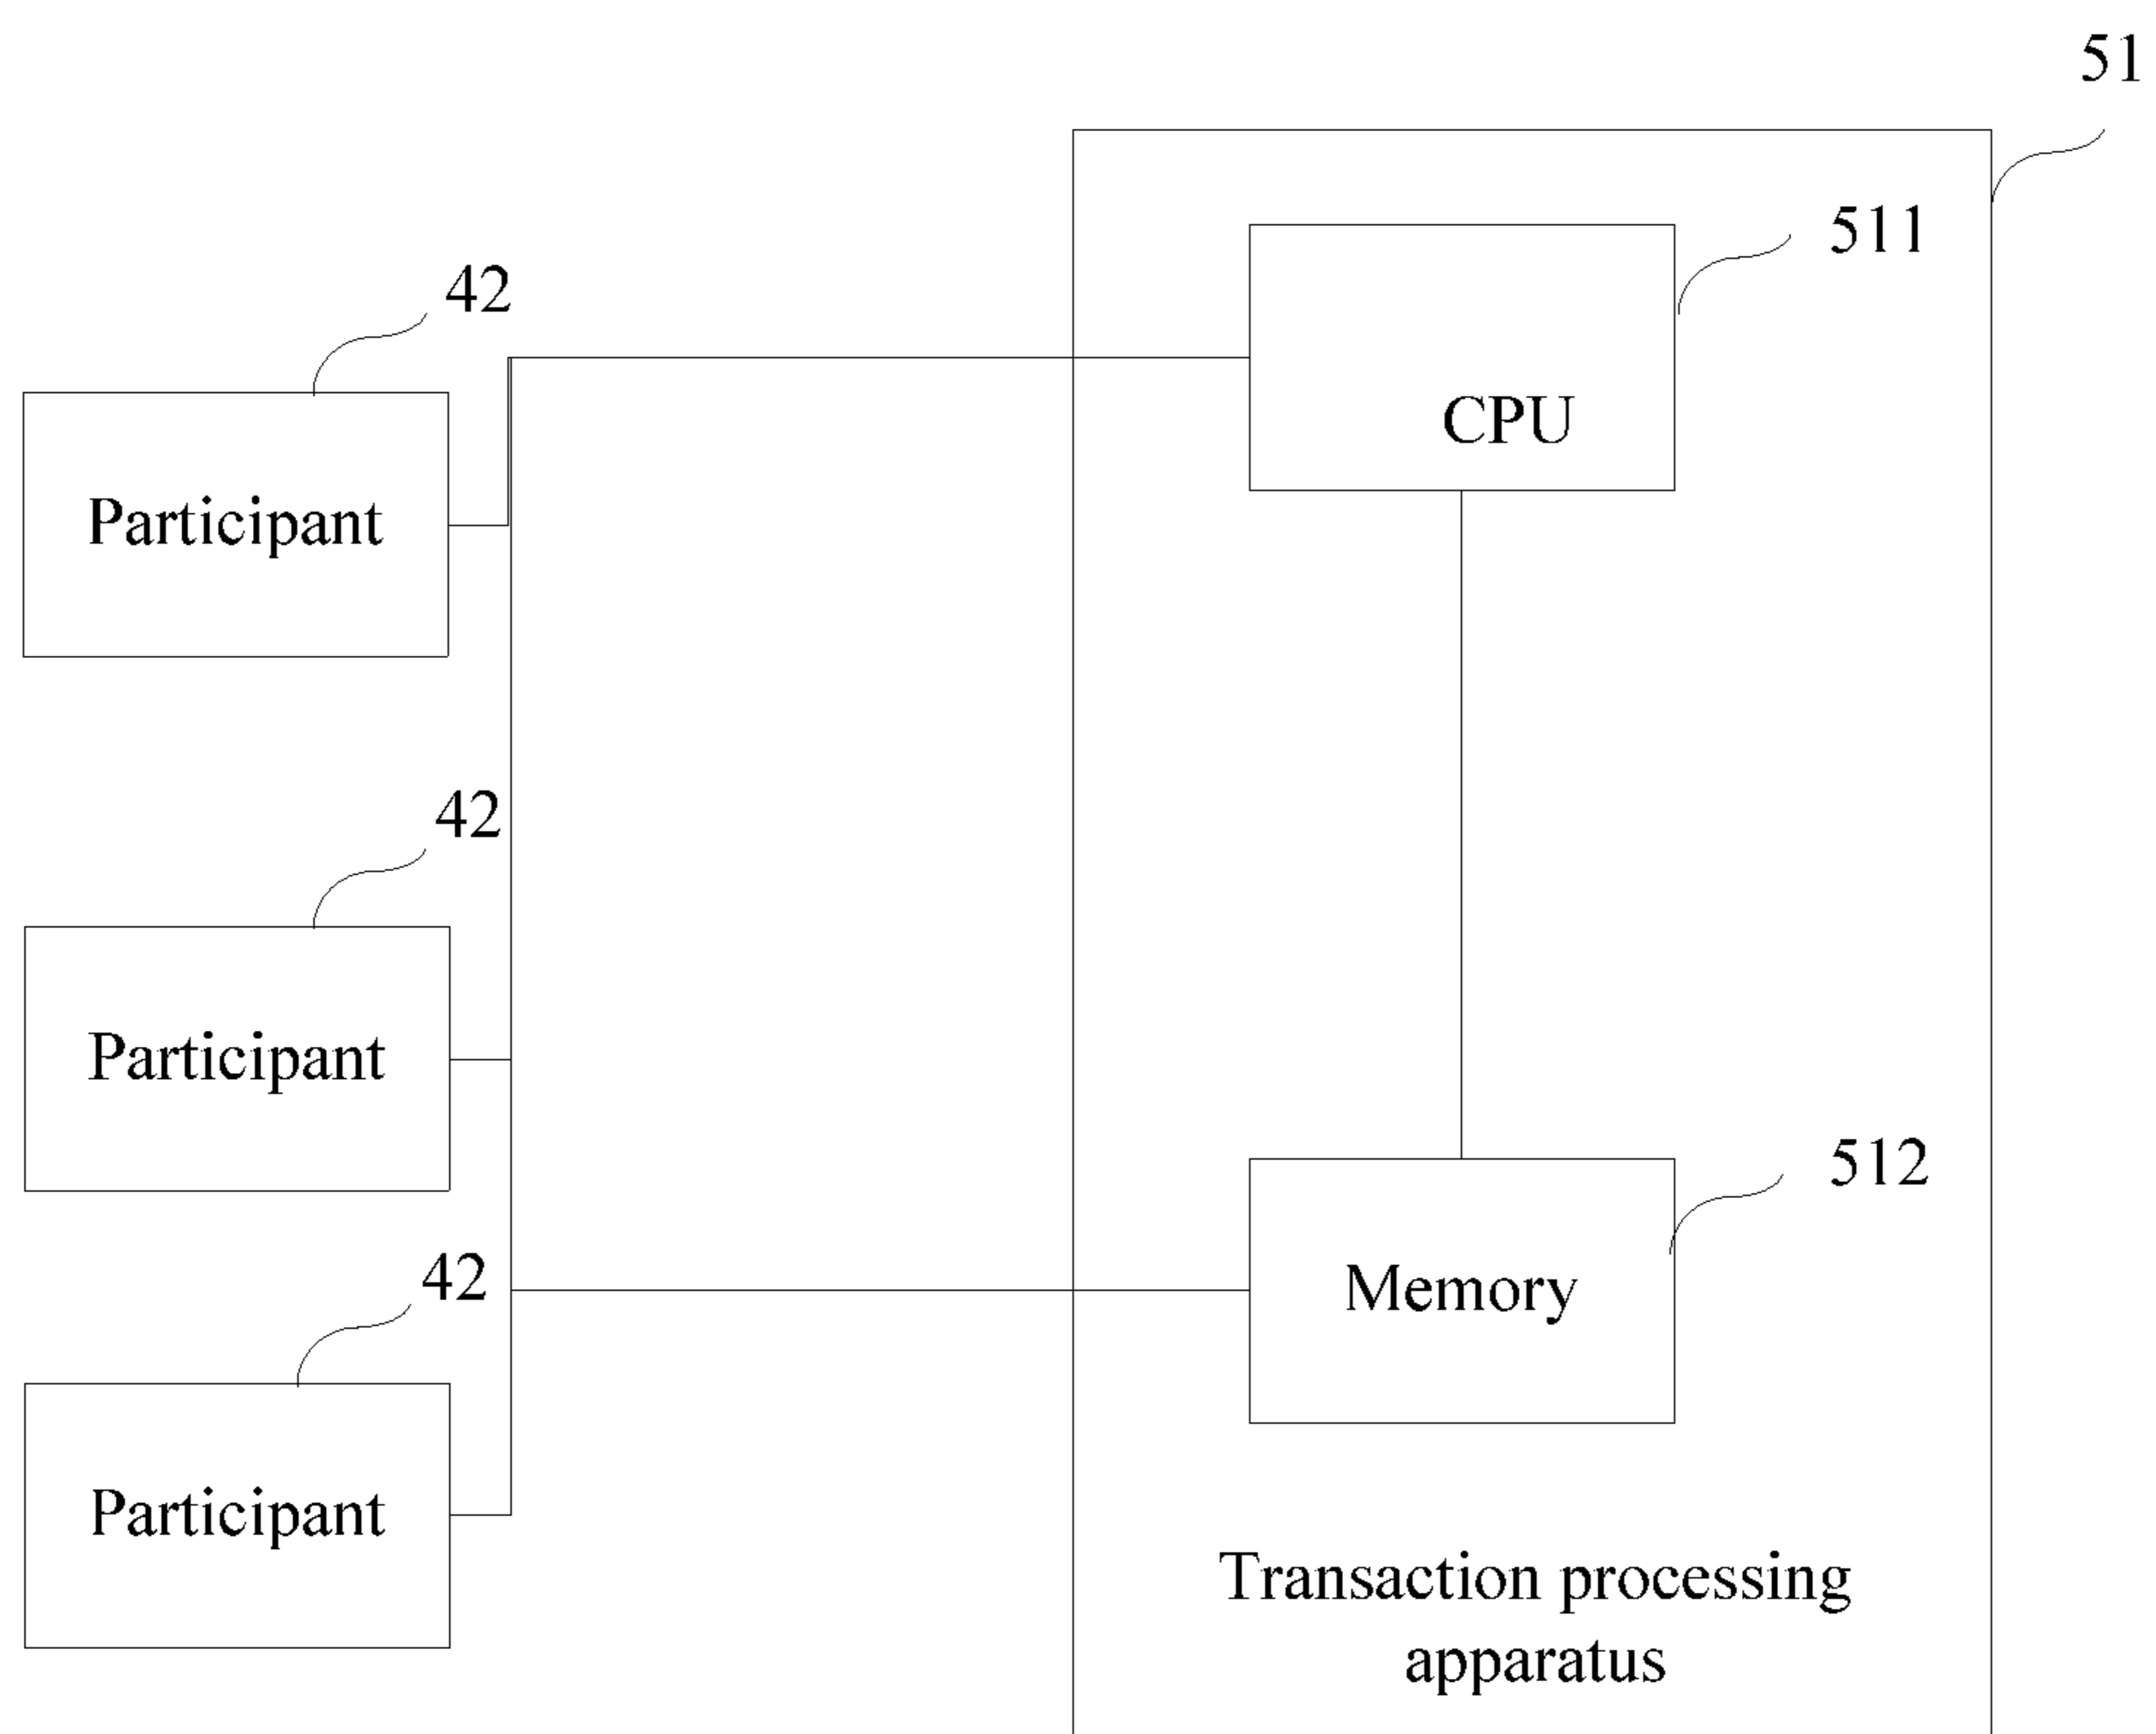 51
511
42
CPU
Participant
42
Participant
512
42
Memory
Participant
Transaction processing
apparatus